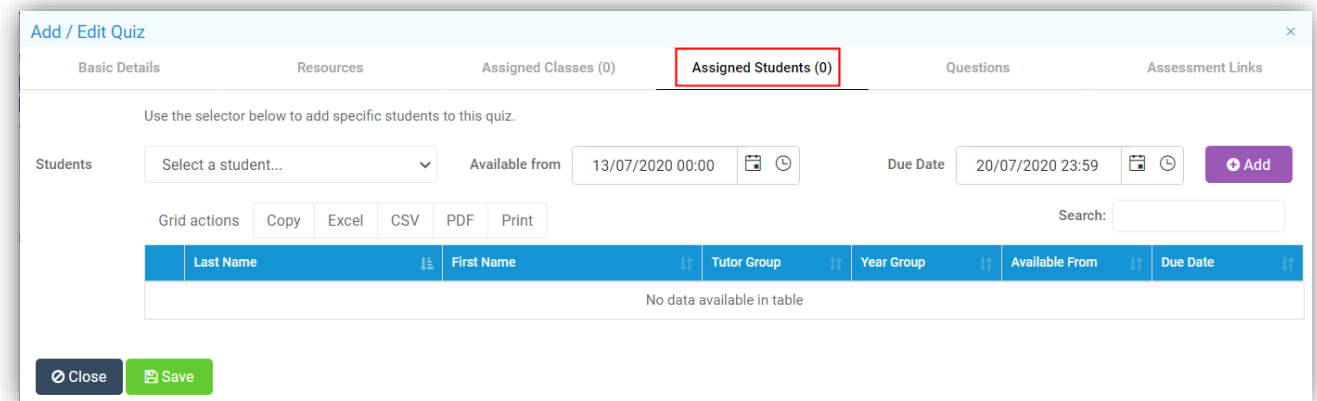 Add / Edit Quiz ×
Basic Details Resources Assigned Classes (0) Assigned Students (0) Questions Assessment Links
Use the selector below to add specific students to this quiz.
Students Select a student... Available from 13/07/2020 00:00 Due Date 20/07/2020 23:59 Add
Grid actions Copy Excel CSV PDF Print Search:
Last Name First Name Tutor Group Year Group Available From Due Date
No data available in table
Close Save